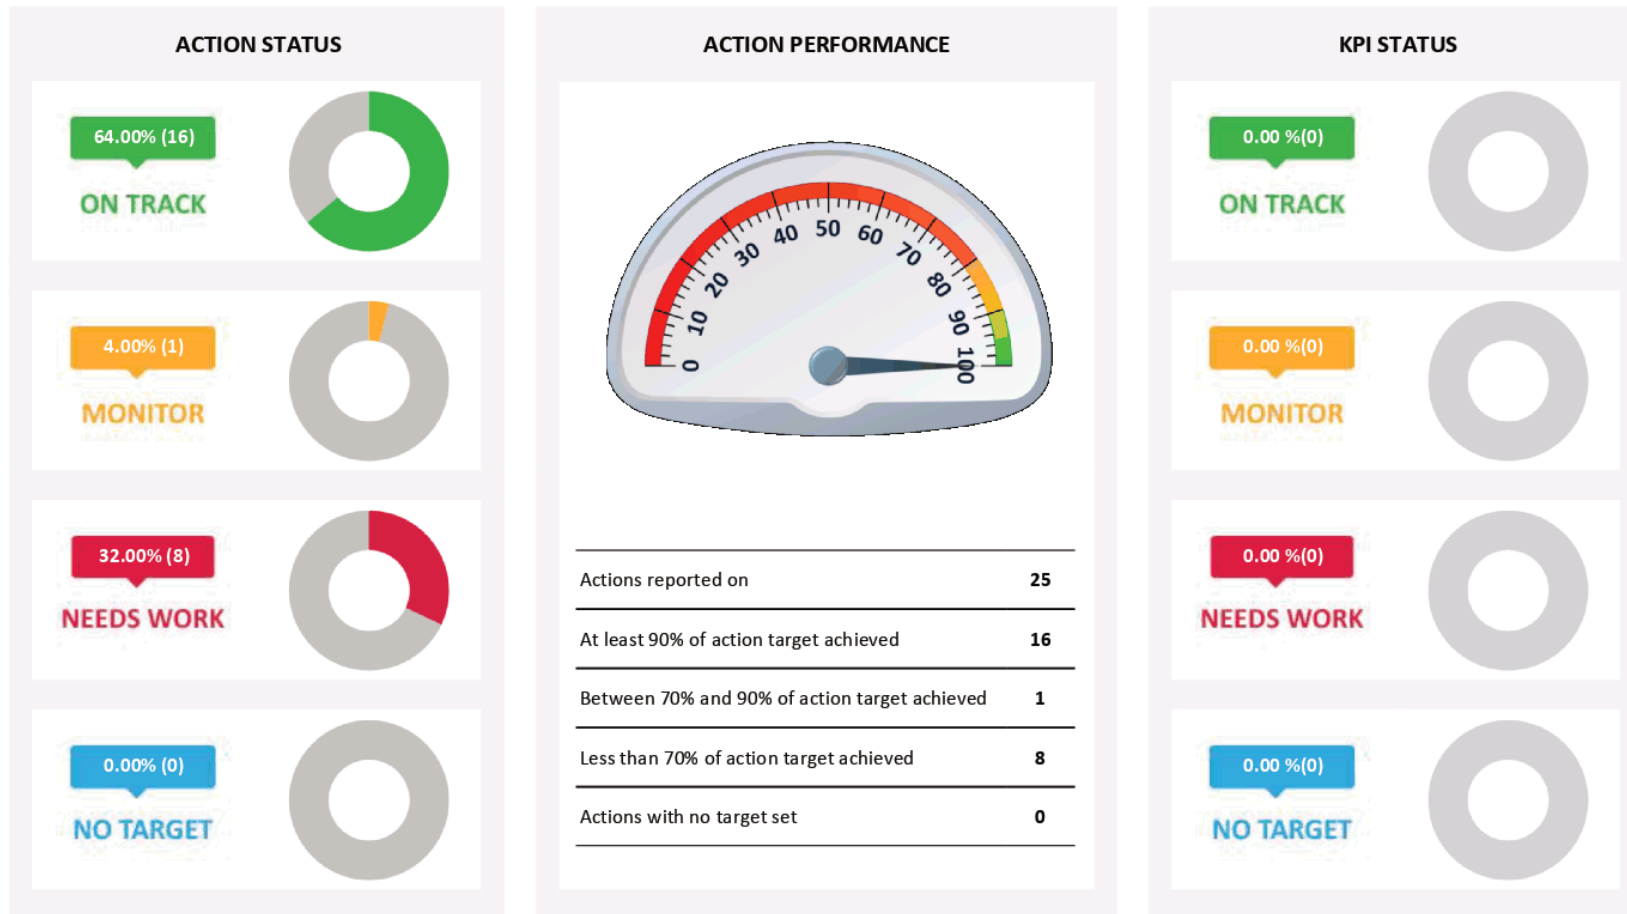 ACTION STATUS
64.00% (16)
ON TRACK
4.00% (1)
MONITOR
32.00% (8)
NEEDS WORK
0.00% (0)
NO TARGET
ACTION PERFORMANCE
0
10
20
30
40
50
60
70
80
90
100
Actions reported on 25
At least 90% of action target achieved 16
Between 70% and 90% of action target achieved 1
Less than 70% of action target achieved 8
Actions with no target set 0
KPI STATUS
0.00 %(0)
ON TRACK
0.00 %(0)
MONITOR
0.00 %(0)
NEEDS WORK
0.00 %(0)
NO TARGET